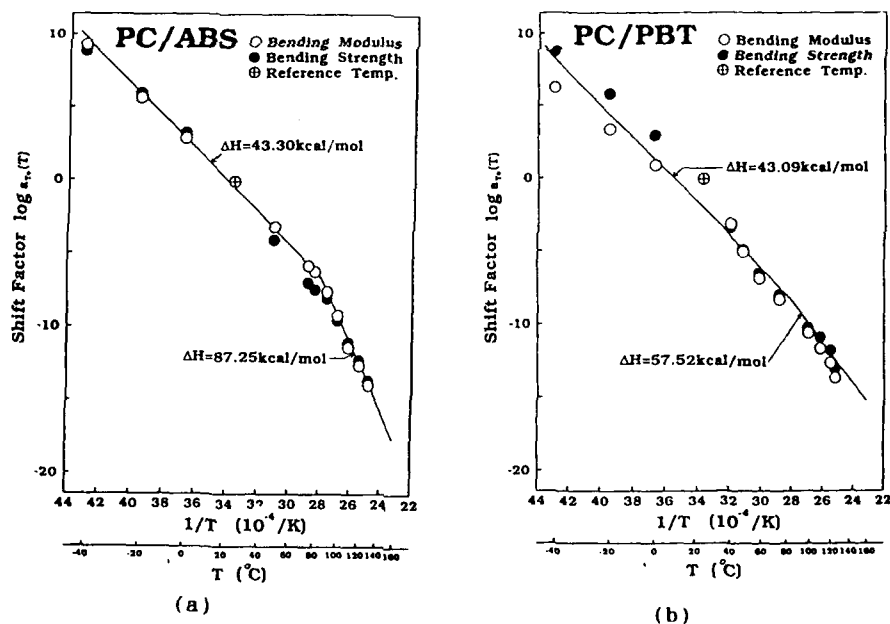 PC/ABS
Bending Modulus
Bending Strength
Reference Temp.
ΔH=43.30kcal/mol
ΔH=87.25kcal/mol
Shift Factor log aT₀(T)
10
0
-10
-20
44 40 38 36 34 32 30 28 26 24 22
1/T (10⁻⁴/K)
-40 -20 0 20 40 60 80 100 120 140 160
T (°C)
(a)
PC/PBT
Bending Modulus
Bending Strength
Reference Temp.
ΔH=43.09kcal/mol
ΔH=57.52kcal/mol
Shift Factor log aT₀(T)
10
0
-10
-20
44 42 40 38 36 34 32 30 28 26 24 22
1/T (10⁻⁴/K)
-40 -20 0 20 40 60 80 100 120 140 160
T (°C)
(b)